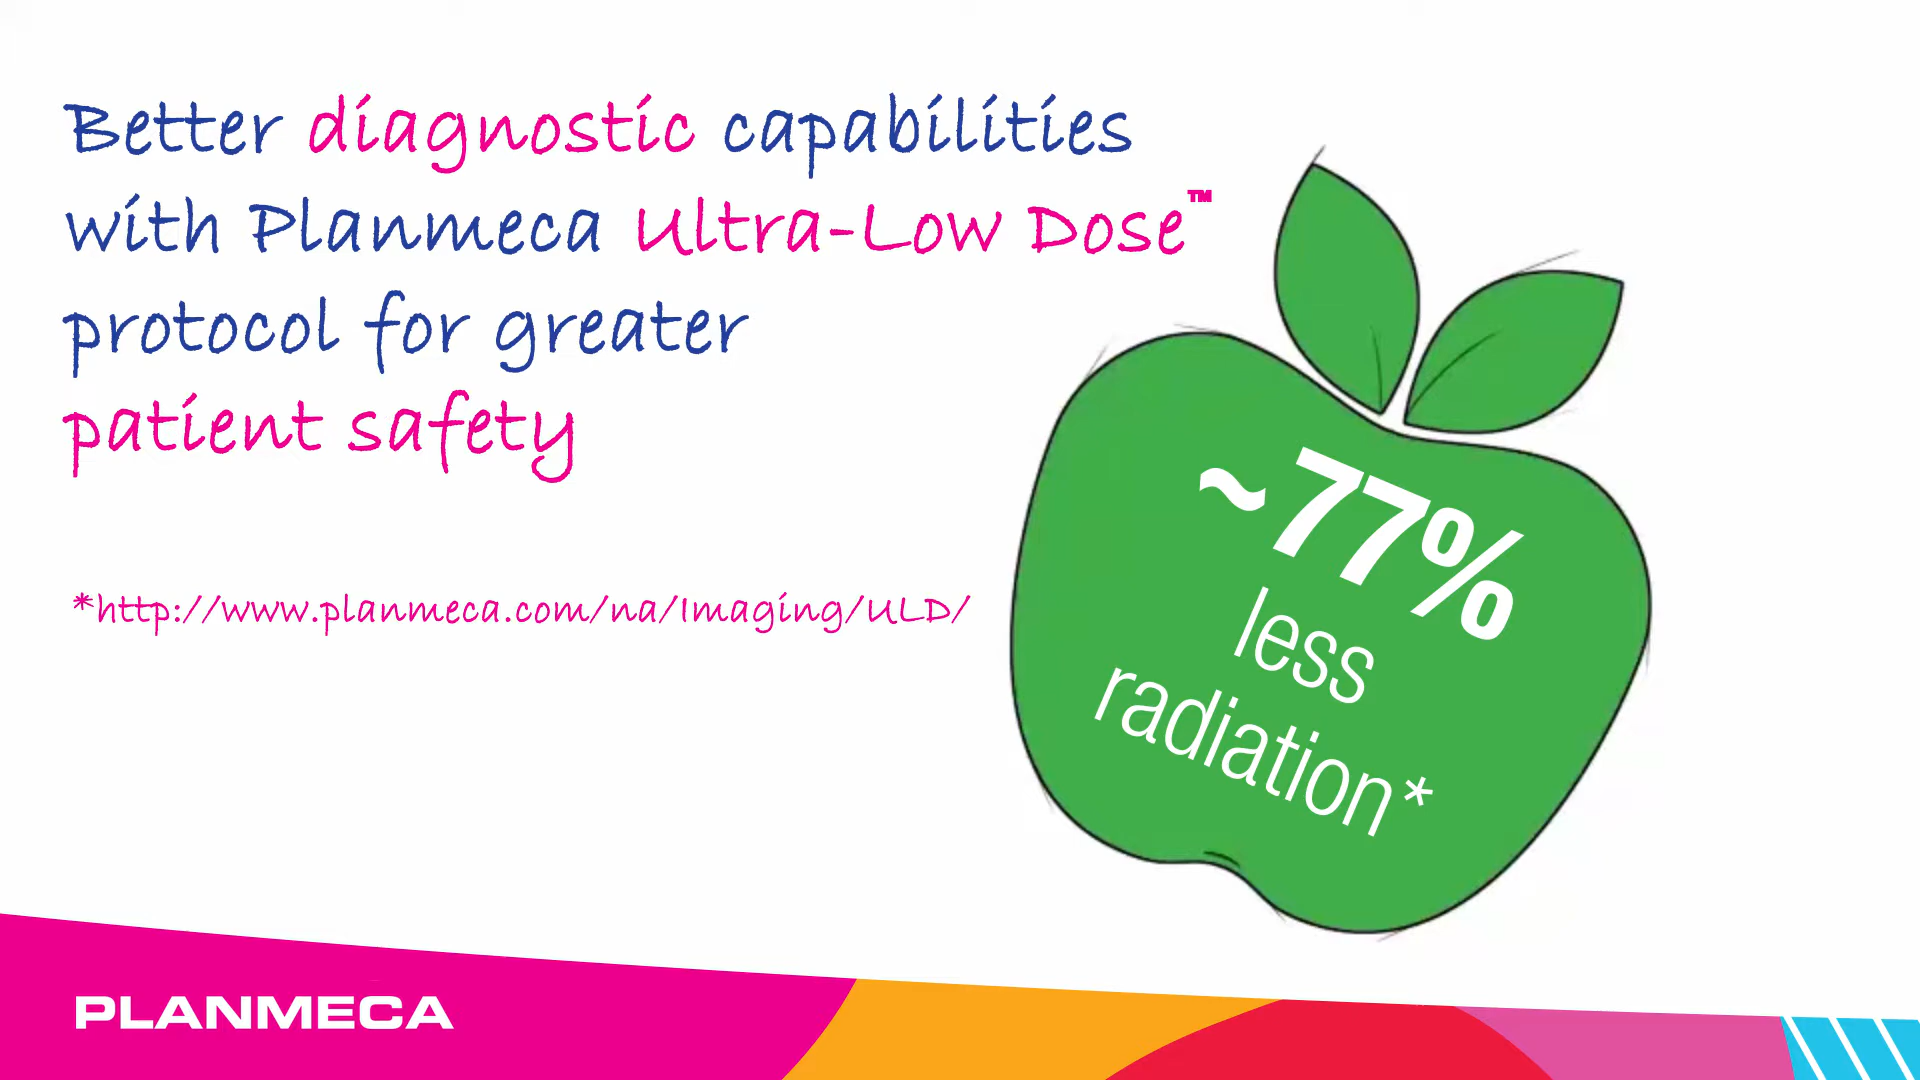 Better diagnostic capabilities
with Planmeca Ultra-Low Dose™
protocol for greater
patient safety
*http://www.planmeca.com/na/Imaging/ULD/
~77%
less
radiation*
PLANMECA